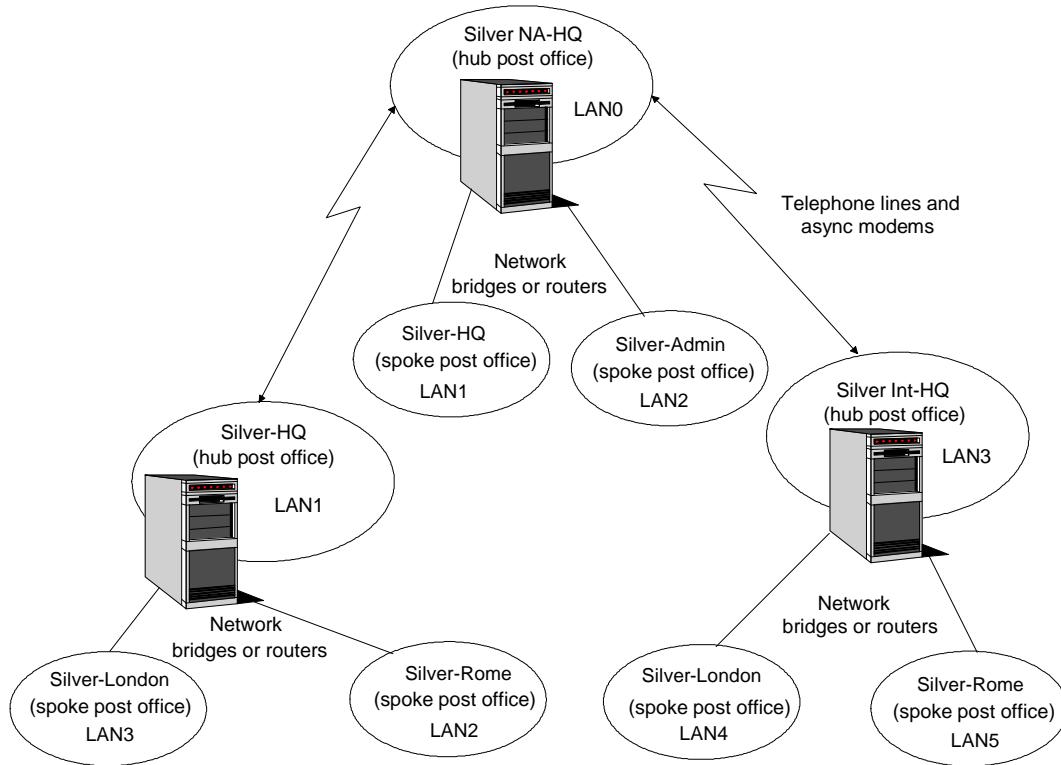 Silver NA-HQ
(hub post office)
LAN0
Telephone lines and
async modems
Network
bridges or routers
Silver-HQ
(spoke post office)
LAN1
Silver-Admin
(spoke post office)
LAN2
Silver-HQ
(hub post office)
LAN1
Silver Int-HQ
(hub post office)
LAN3
Network
bridges or routers
Network
bridges or routers
Silver-London
(spoke post office)
LAN3
Silver-Rome
(spoke post office)
LAN2
Silver-London
(spoke post office)
LAN4
Silver-Rome
(spoke post office)
LAN5